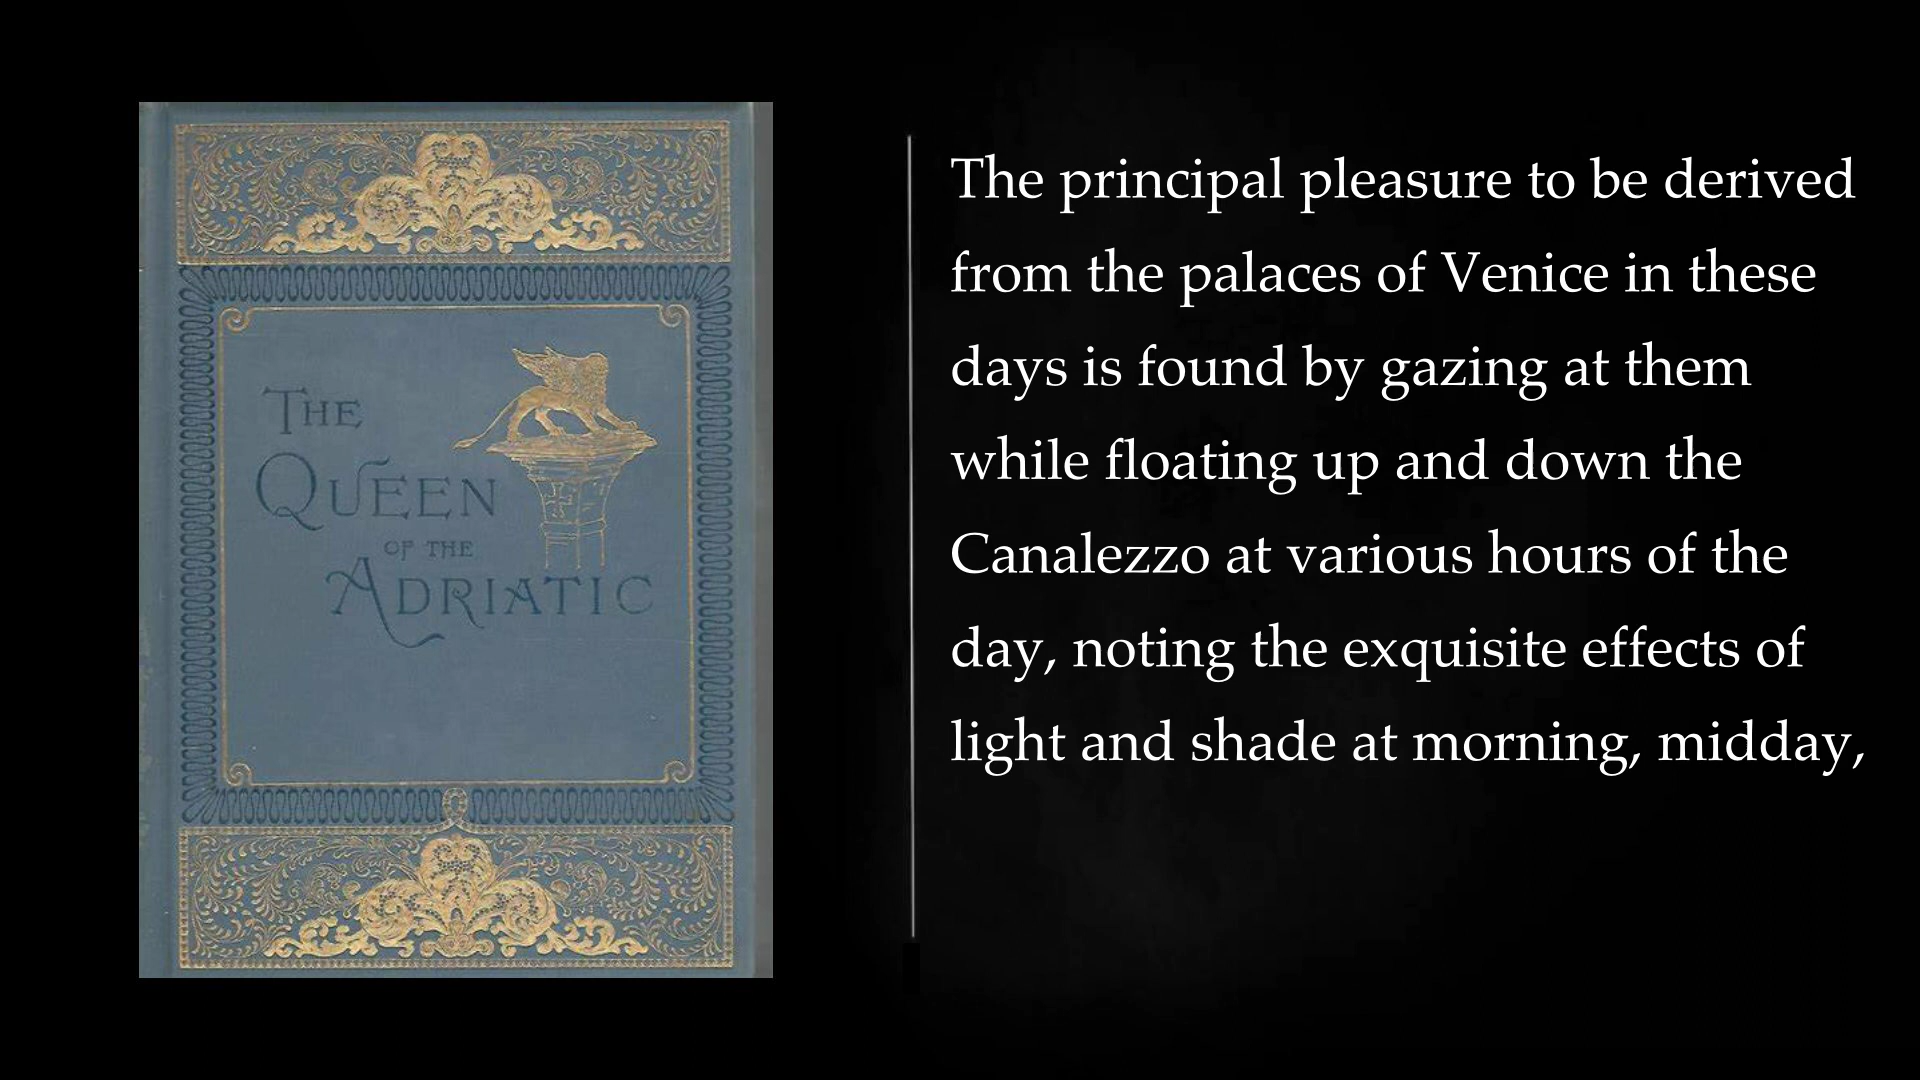 THE
QUEEN
OF THE
ADRIATIC
The principal pleasure to be derived
from the palaces of Venice in these
days is found by gazing at them
while floating up and down the
Canalezzo at various hours of the
day, noting the exquisite effects of
light and shade at morning, midday,